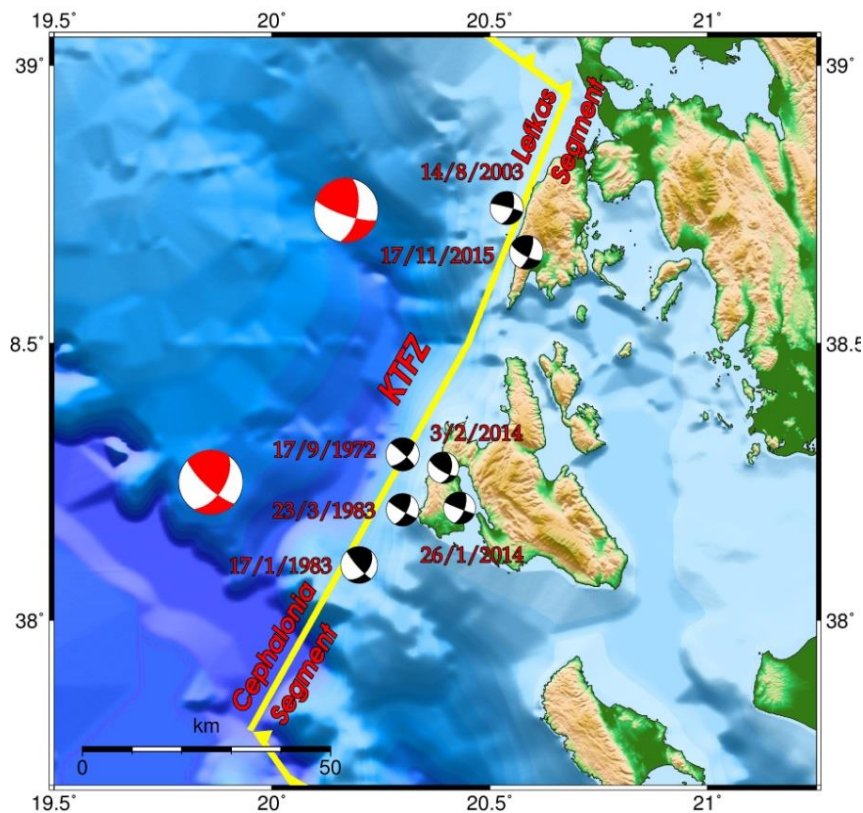 19.5° 20° 20.5° 21°
39° 39°
Lefkas
Segment
14/8/2003
17/11/2015
8.5° 38.5°
KTFZ
17/9/1972
3/2/2014
23/3/1983
26/1/2014
17/1/1983
38° 38°
Cephalonia
Segment
km
0 50
19.5° 20° 20.5° 21°